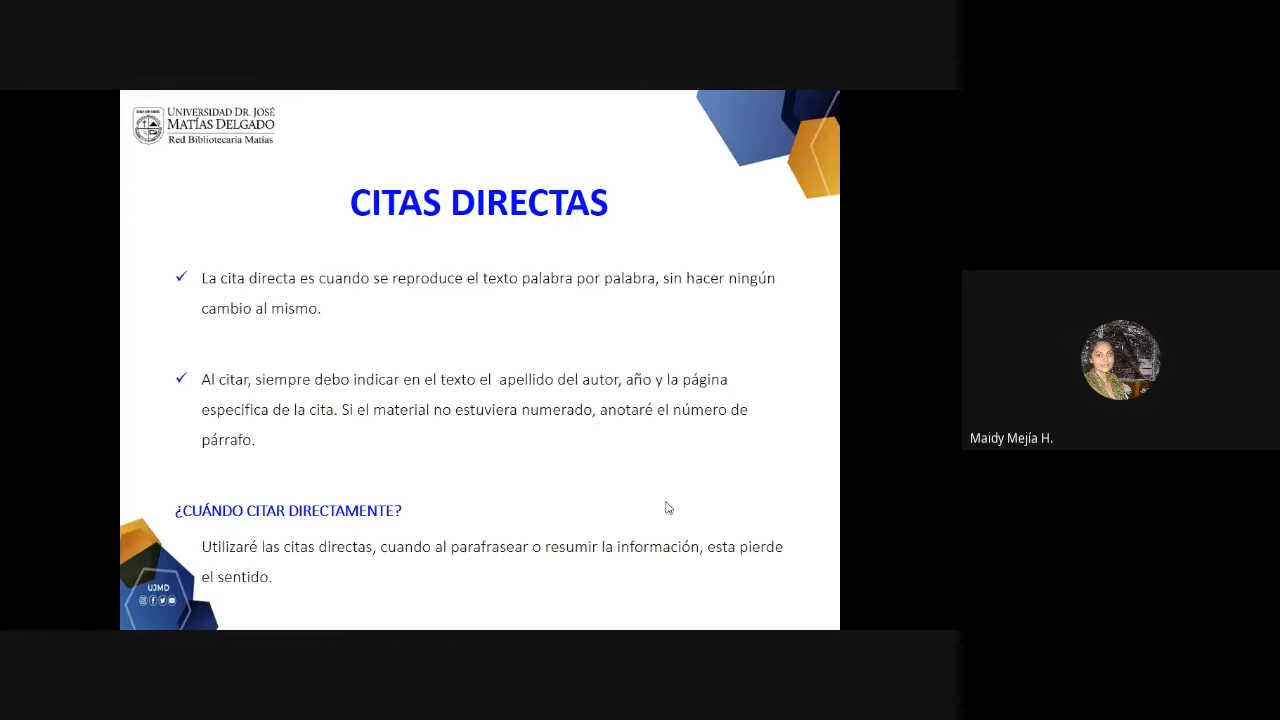 UNIVERSIDAD DR. JOSÉ
MATÍAS DELGADO
Red Bibliotecaria Matías
CITAS DIRECTAS
✓ La cita directa es cuando se reproduce el texto palabra por palabra, sin hacer ningún
cambio al mismo.
✓ Al citar, siempre debo indicar en el texto el  apellido del autor, año y la página
especifica de la cita. Si el material no estuviera numerado, anotaré el número de
párrafo.
¿CUÁNDO CITAR DIRECTAMENTE?
Utilizaré las citas directas, cuando al parafrasear o resumir la información, esta pierde
el sentido.
UJMD
Maidy Mejía H.